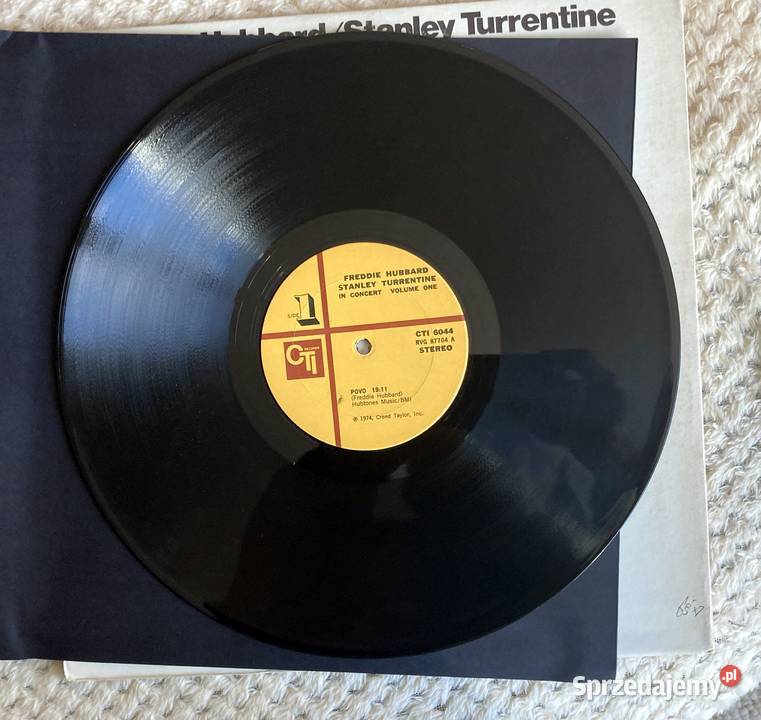 Hubbard/Stanley Turrentine
FREDDIE HUBBARD
STANLEY TURRENTINE
IN CONCERT VOLUME ONE
SIDE 1
CTI 6044
RVG 87704 A
STEREO
CTI RECORDS
POVO 19:11
(Freddie Hubbard)
Hubtones Music/BMI
℗ 1974, Creed Taylor, Inc.
Sprzedajemy.pl